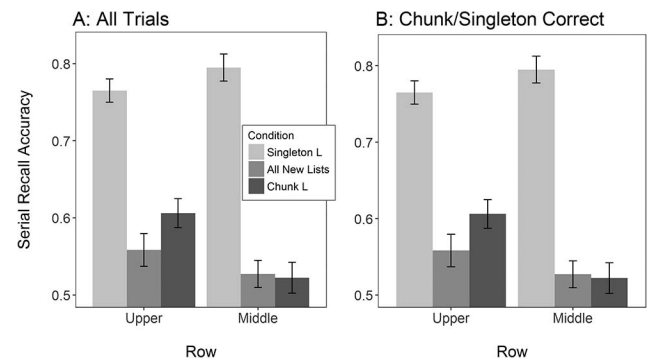 A: All Trials
B: Chunk/Singleton Correct
Serial Recall Accuracy
0.8
0.7
0.6
0.5
Condition
Singleton L
All New Lists
Chunk L
Upper
Middle
Row
0.8
0.7
0.6
0.5
Upper
Middle
Row